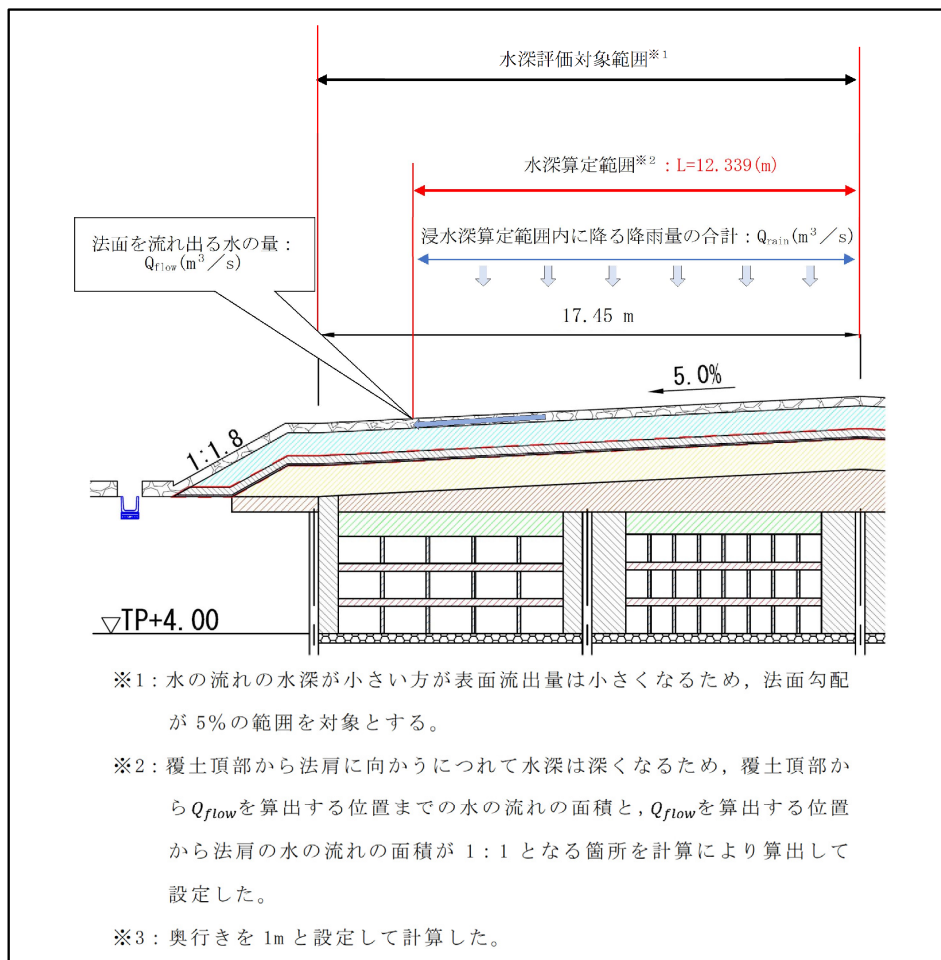 水深評価対象範囲※1
水深算定範囲※2：L=12.339(m)
法面を流れ出る水の量：
Qflow(m³／s)
浸水深算定範囲内に降る降雨量の合計：Qrain(m³／s)
17.45 m
5.0%
1:1.8
▽TP+4.00
※1：水の流れの水深が小さい方が表面流出量は小さくなるため，法面勾配
が 5%の範囲を対象とする。
※2：覆土頂部から法肩に向かうにつれて水深は深くなるため，覆土頂部か
らQflowを算出する位置までの水の流れの面積と，Qflowを算出する位置
から法肩の水の流れの面積が 1：1 となる箇所を計算により算出して
設定した。
※3：奥行きを 1m と設定して計算した。